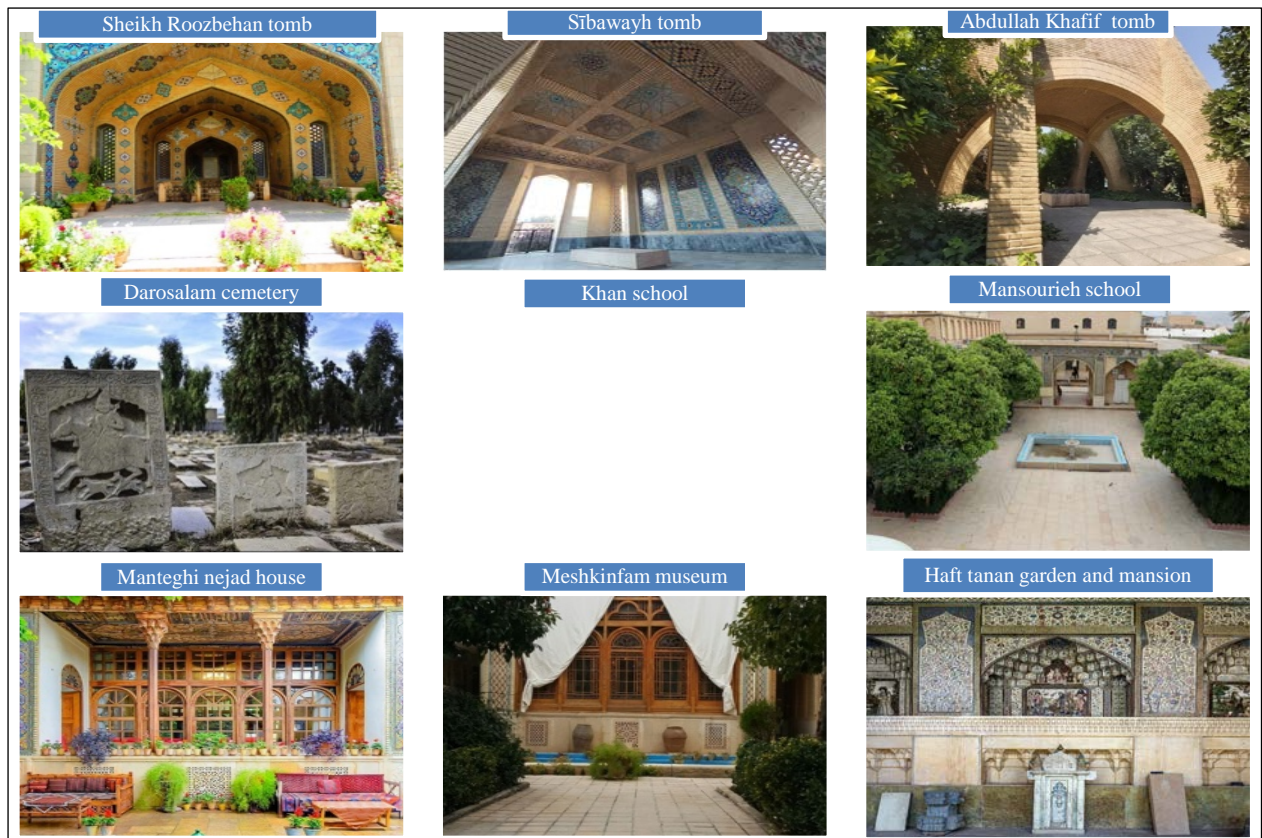 Sheikh Roozbehan tomb
Sībawayh tomb
Abdullah Khafif tomb
Darosalam cemetery
Khan school
Mansourieh school
Manteghi nejad house
Meshkinfam museum
Haft tanan garden and mansion